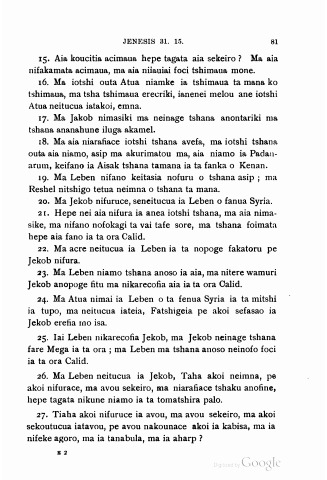 JENESIS 31. 15. 81
15. Aia koucitia acimaua hepe tagata aia sekeiro ? Ma aia
nifakamata acimaua, ma aia niiauiai foci tshimaua mone.
16. Ma iotshi outa Atua niamke ia tshimaua ta mana ko
tshimaua, ma tsha tshimaua erecriki, ianenei melou ane iotshi
Atua neitucua iatakoi, emna.
17. Ma Jakob nimasiki ma neinage tshana anontariki ma
tshana ananahune iluga akamel.
18. Ma aia niarafiace iotshi tshana avefa, ma iotshi tshana
outa aia niamo, asip ma akurimatou ma, aia niamo ia Padan-
arum, keifano ia Aisak tshana tamana ia ta fanka o Kenan.
19. Ma Leben nifano keitasia nofuru o tshana asip ; ma
Reshel nitshigo tetua neimna o tshana ta mana.
20. Ma Jekob nifuruce, seneitucua ia Leben o fanua Syria.
21. Hepe nei aia nifura ia anea iotshi tshana, ma aia nima-
sike, ma nifano nofokagi ta vai tafe sore, ma tshana foimata
hepe aia fano ia ta ora Calid.
22. Ma acre neitucua ia Leben ia ta nopoge fakatoru pe
Jekob nifura.
23. Ma Leben niamo tshana anoso ia aia, ma nitere wamuri
Jekob anopoge fitu ma nikarecofia aia ia ta ora Calid.
24. Ma Atua nimai ia Leben o ta fenua Syria ia ta mitshi
ia tupo, ma neitucua iateia, Fatshigeia pe akoi sefasao ia
Jekob erefia mo isa.
25. Iai Leben nikarecofia Jekob, ma Jekob neinage tshana
fare Mega ia ta ora ; ma Leben ma tshana anoso neinofo foci
ia ta ora Calid.
26. Ma Leben neitucua ia Jekob, Taha akoi neimna, pe
akoi nifurace, ma avou sekeiro, ma niarafiace tshaku anofine,
hepe tagata nikune niamo ia ta tomatshira palo.
27. Tiaha akoi nifuruce ia avou, ma avou sekeiro, ma akoi
sekoutucua iatavou, pe avou nakounace akoi ia kabisa, ma ia
nifeke agoro, ma ia tanabula, ma ia aharp ?
E 2
Digitized by Google